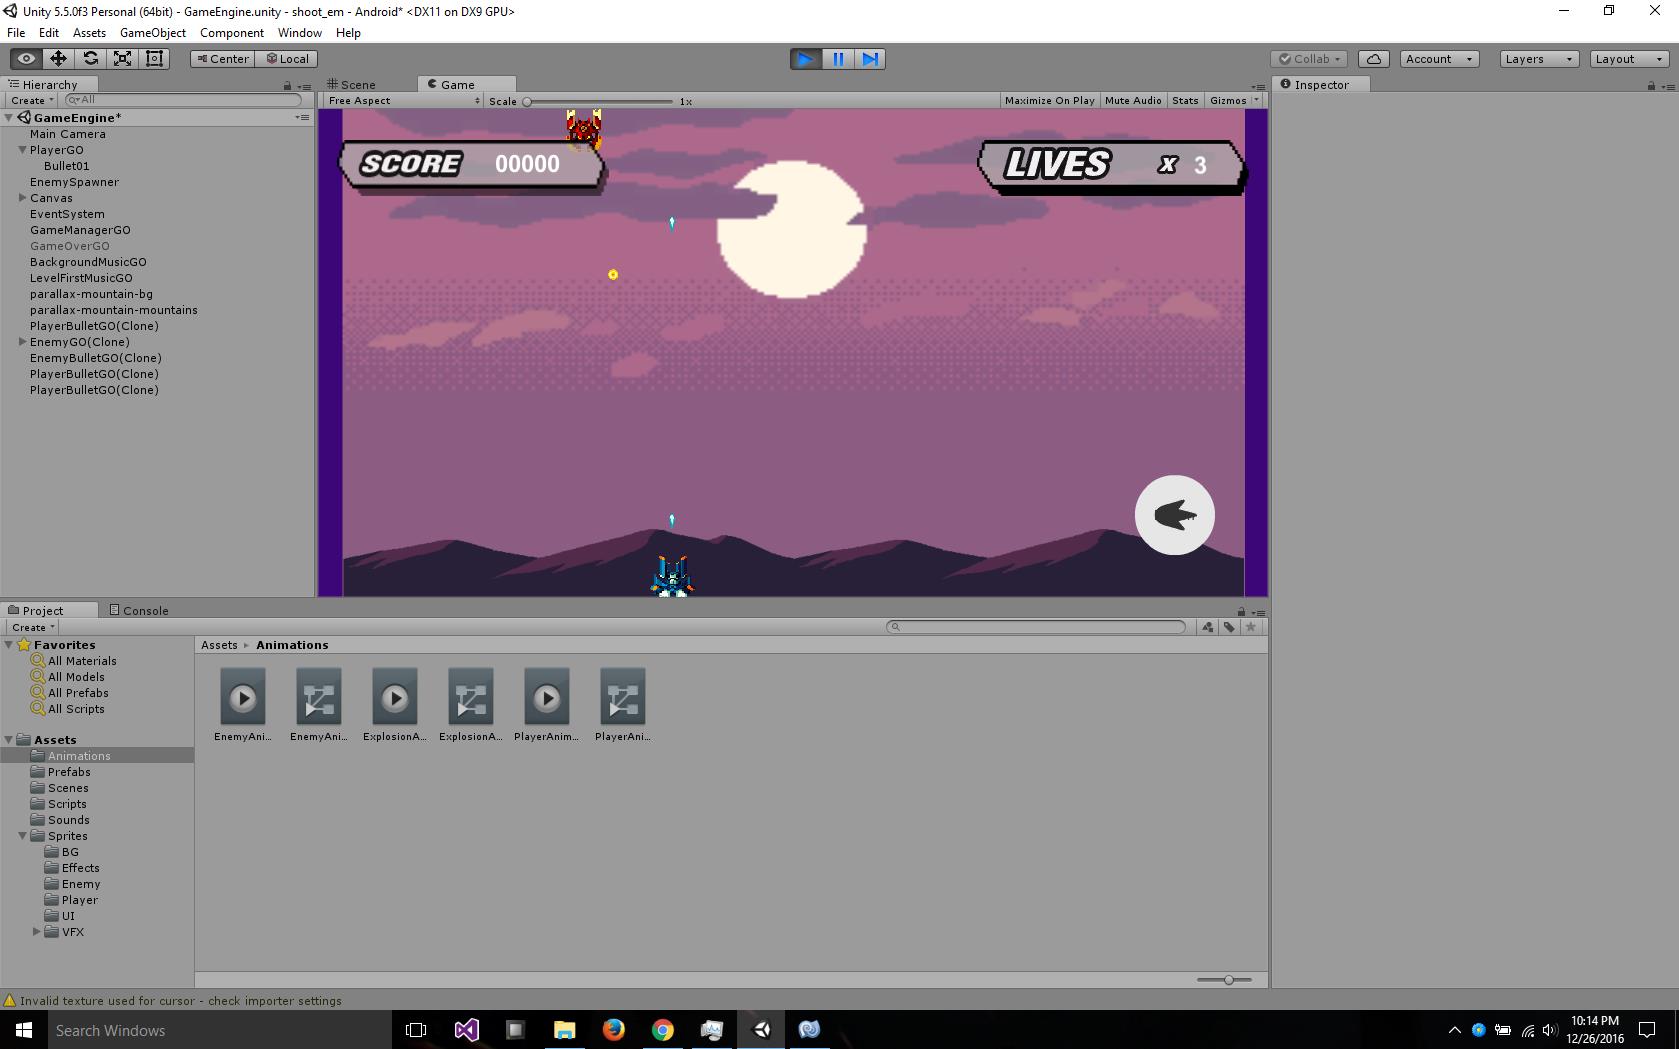 Unity 5.5.0f3 Personal (64bit) - GameEngine.unity - shoot_em - Android* <DX11 on DX9 GPU>
File Edit Assets GameObject Component Window Help
Center Local Collab Account Layers Layout
Hierarchy
Create All
GameEngine*
Main Camera
PlayerGO
Bullet01
EnemySpawner
Canvas
EventSystem
GameManagerGO
GameOverGO
BackgroundMusicGO
LevelFirstMusicGO
parallax-mountain-bg
parallax-mountain-mountains
PlayerBulletGO(Clone)
EnemyGO(Clone)
EnemyBulletGO(Clone)
PlayerBulletGO(Clone)
PlayerBulletGO(Clone)
Scene Game
Free Aspect Scale 1x Maximize On Play Mute Audio Stats Gizmos
SCORE 00000
LIVES x 3
Inspector
Project Console
Create
Favorites
All Materials
All Models
All Prefabs
All Scripts
Assets
Animations
Prefabs
Scenes
Scripts
Sounds
Sprites
BG
Effects
Enemy
Player
UI
VFX
Assets ▸ Animations
EnemyAni... EnemyAni... ExplosionA... ExplosionA... PlayerAnim... PlayerAni...
Invalid texture used for cursor - check importer settings
Search Windows
10:14 PM
12/26/2016